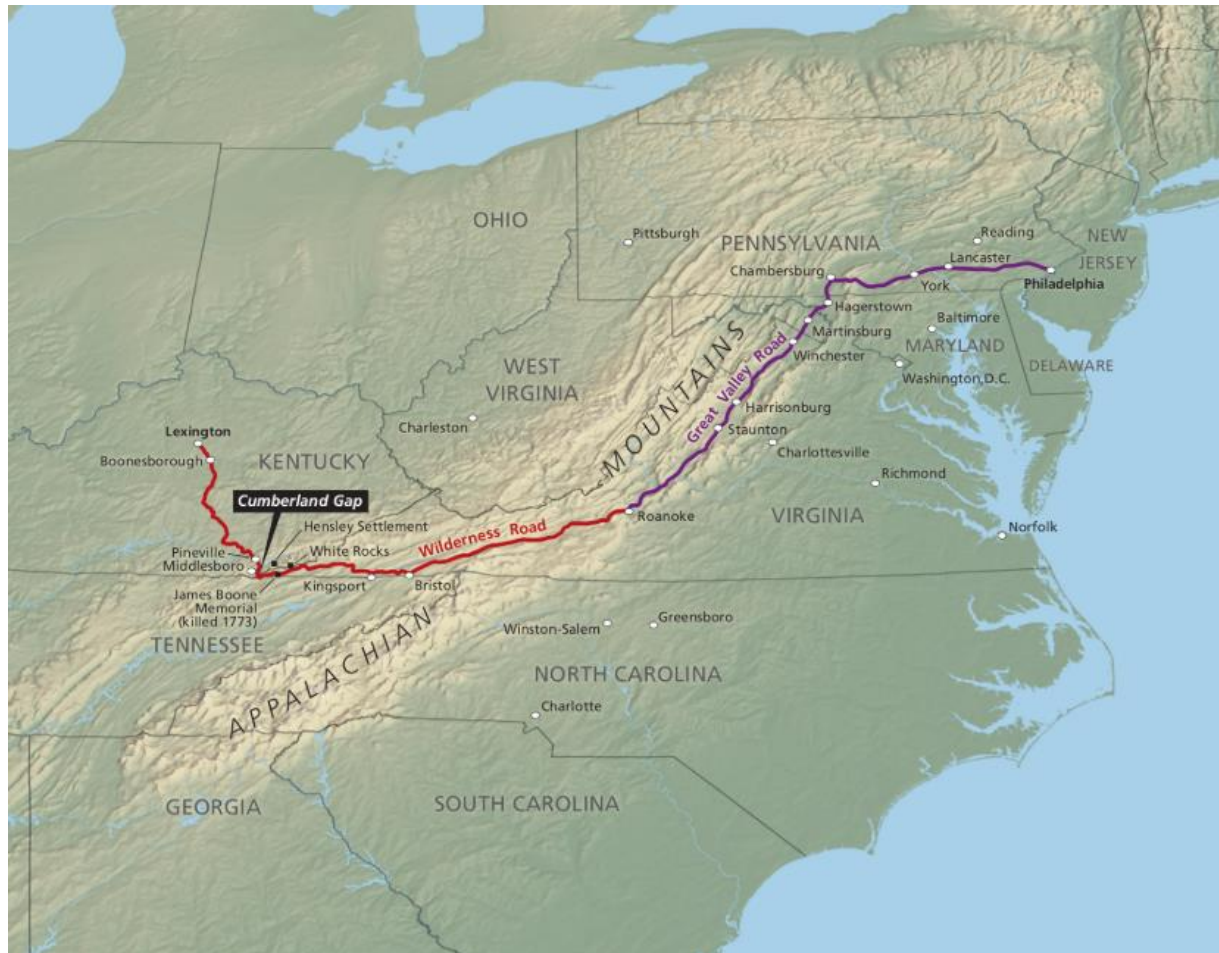 OHIO
Pittsburgh
PENNSYLVANIA
Reading
NEW
JERSEY
Lancaster
Chambersburg
York
Philadelphia
Hagerstown
Baltimore
Martinsburg
MARYLAND
Winchester
WEST
VIRGINIA
DELAWARE
Washington,D.C.
Great Valley Road
MOUNTAINS
Harrisonburg
Staunton
Charleston
Charlottesville
Lexington
Boonesborough
KENTUCKY
Richmond
Cumberland Gap
Hensley Settlement
Roanoke
VIRGINIA
Norfolk
Wilderness Road
White Rocks
Pineville
Middlesboro
Kingsport
Bristol
James Boone
Memorial
(killed 1773)
TENNESSEE
Winston-Salem
Greensboro
APPALACHIAN
NORTH CAROLINA
Charlotte
GEORGIA
SOUTH CAROLINA